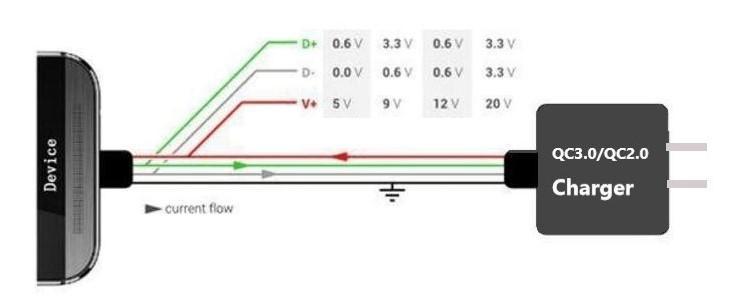 D+ 0.6 V 3.3 V 0.6 V 3.3 V
D- 0.0 V 0.6 V 0.6 V 3.3 V
V+ 5 V 9 V 12 V 20 V
Device
QC3.0/QC2.0
Charger
current flow